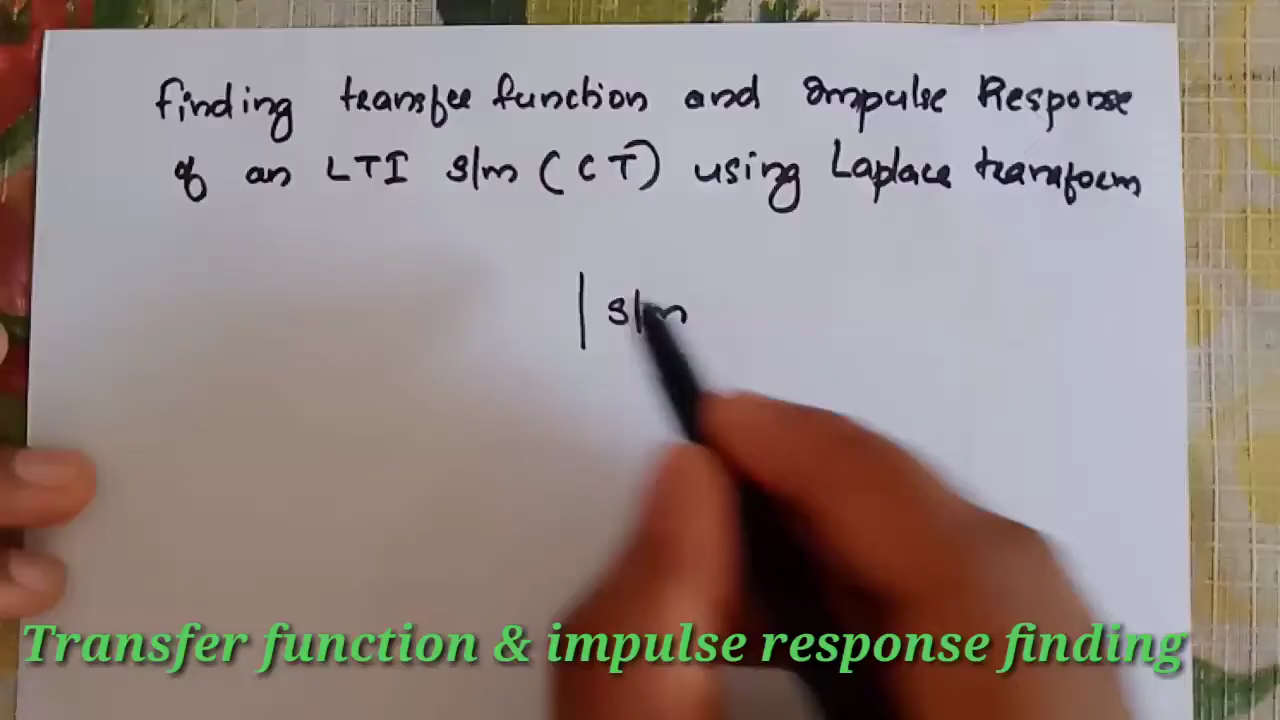 Finding transfer function and Impulse Response
of an LTI s/m (CT) using Laplace transform
s/m
Transfer function & impulse response finding